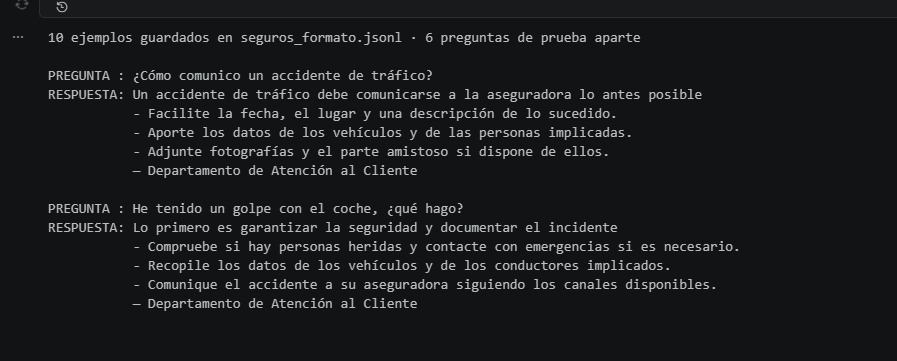 10 ejemplos guardados en seguros_formato.jsonl · 6 preguntas de prueba aparte
PREGUNTA : ¿Cómo comunico un accidente de tráfico?
RESPUESTA: Un accidente de tráfico debe comunicarse a la aseguradora lo antes posible
- Facilite la fecha, el lugar y una descripción de lo sucedido.
- Aporte los datos de los vehículos y de las personas implicadas.
- Adjunte fotografías y el parte amistoso si dispone de ellos.
— Departamento de Atención al Cliente
PREGUNTA : He tenido un golpe con el coche, ¿qué hago?
RESPUESTA: Lo primero es garantizar la seguridad y documentar el incidente
- Compruebe si hay personas heridas y contacte con emergencias si es necesario.
- Recopile los datos de los vehículos y de los conductores implicados.
- Comunique el accidente a su aseguradora siguiendo los canales disponibles.
— Departamento de Atención al Cliente